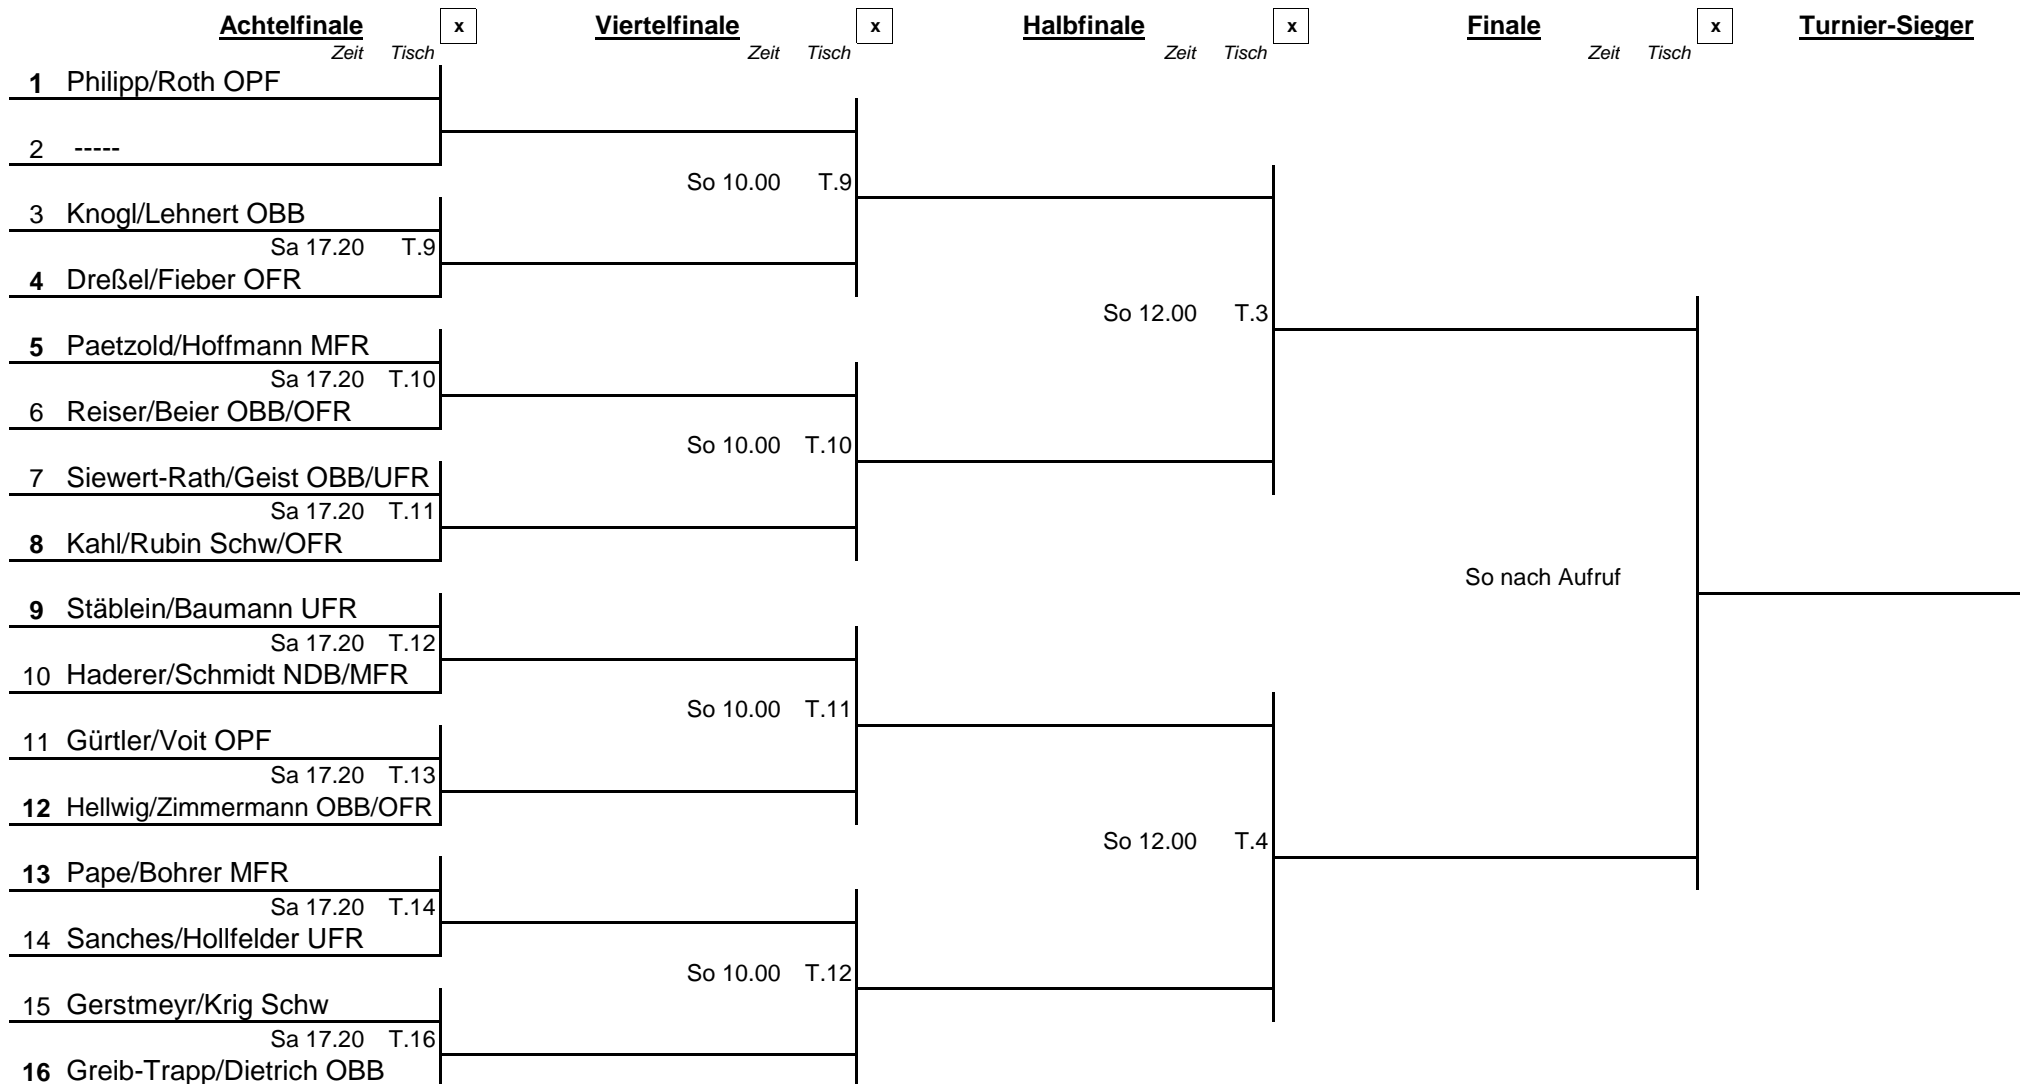 Achtelfinale x Viertelfinale x Halbfinale x Finale x Turnier-Sieger
Zeit Tisch Zeit Tisch Zeit Tisch Zeit Tisch
1 Philipp/Roth OPF
2 -----
So 10.00 T.9
3 Knogl/Lehnert OBB
Sa 17.20 T.9
4 Dreßel/Fieber OFR
So 12.00 T.3
5 Paetzold/Hoffmann MFR
Sa 17.20 T.10
6 Reiser/Beier OBB/OFR
So 10.00 T.10
7 Siewert-Rath/Geist OBB/UFR
Sa 17.20 T.11
8 Kahl/Rubin Schw/OFR
So nach Aufruf
9 Stäblein/Baumann UFR
Sa 17.20 T.12
10 Haderer/Schmidt NDB/MFR
So 10.00 T.11
11 Gürtler/Voit OPF
Sa 17.20 T.13
12 Hellwig/Zimmermann OBB/OFR
So 12.00 T.4
13 Pape/Bohrer MFR
Sa 17.20 T.14
14 Sanches/Hollfelder UFR
So 10.00 T.12
15 Gerstmeyr/Krig Schw
Sa 17.20 T.16
16 Greib-Trapp/Dietrich OBB